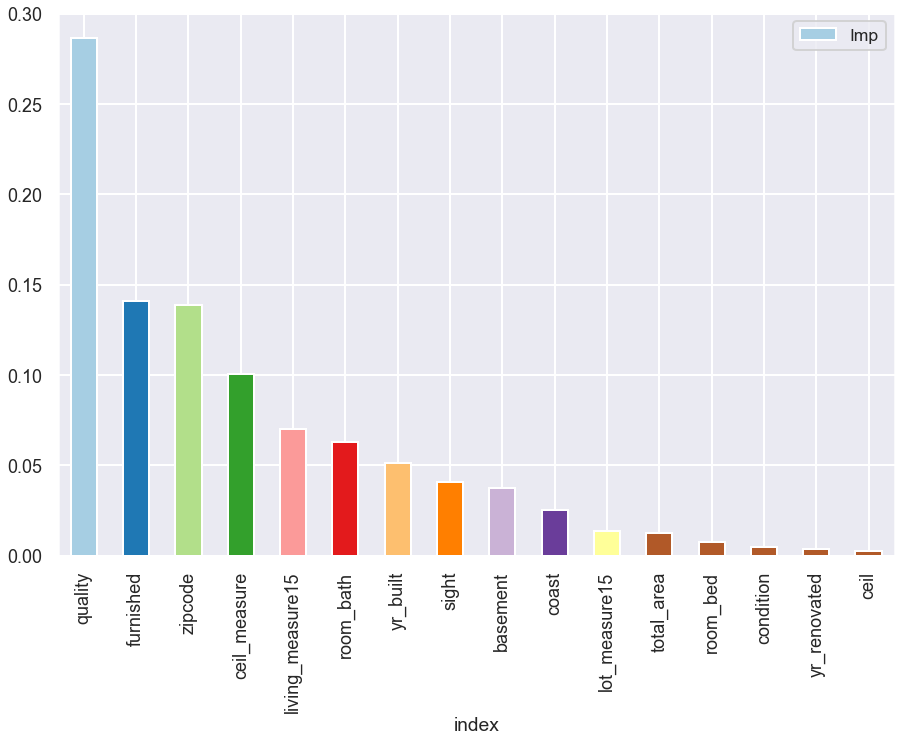 0.30
0.25
0.20
0.15
0.10
0.05
0.00
Imp
quality
furnished
zipcode
ceil_measure
living_measure15
room_bath
yr_built
sight
basement
coast
lot_measure15
total_area
room_bed
condition
yr_renovated
ceil
index